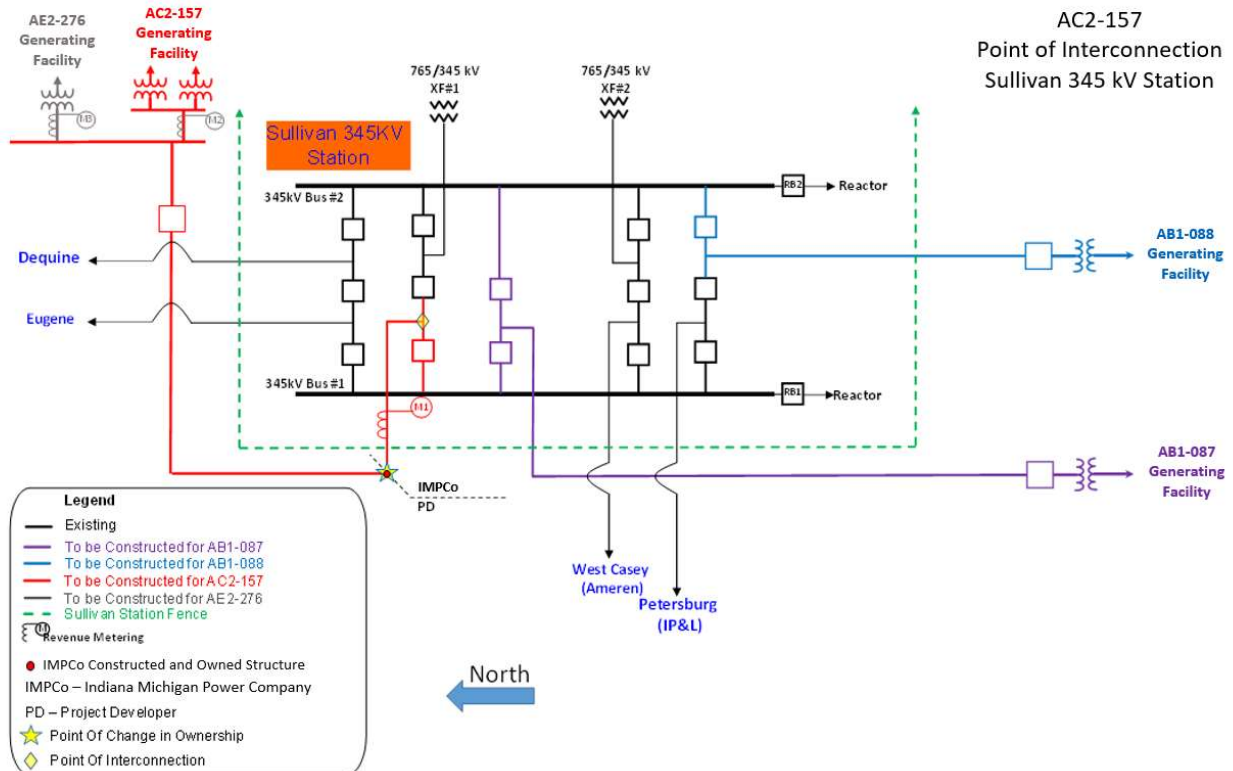 AE2-276
Generating
Facility
AC2-157
Generating
Facility
AC2-157
Point of Interconnection
Sullivan 345 kV Station
765/345 kV
XF#1
765/345 kV
XF#2
M3
M2
Sullivan 345KV
Station
345kV Bus #2
RB2
Reactor
Dequine
AB1-088
Generating
Facility
Eugene
345kV Bus #1
RB1
Reactor
M1
AB1-087
Generating
Facility
IMPCo
PD
West Casey
(Ameren)
Petersburg
(IP&L)
North
Legend
Existing
To be Constructed for AB1-087
To be Constructed for AB1-088
To be Constructed for AC2-157
To be Constructed for AE2-276
Sullivan Station Fence
M
Revenue Metering
IMPCo Constructed and Owned Structure
IMPCo – Indiana Michigan Power Company
PD – Project Developer
Point Of Change in Ownership
Point Of Interconnection